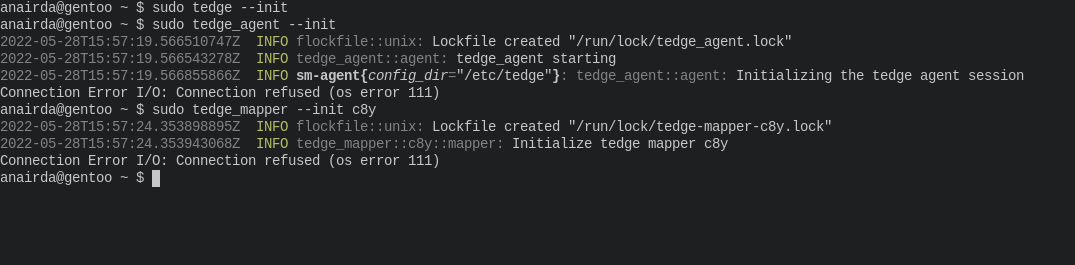 anairda@gentoo ~ $ sudo tedge --init
anairda@gentoo ~ $ sudo tedge_agent --init
2022-05-28T15:57:19.566510747Z  INFO flockfile::unix: Lockfile created "/run/lock/tedge_agent.lock"
2022-05-28T15:57:19.566543278Z  INFO tedge_agent::agent: tedge_agent starting
2022-05-28T15:57:19.566855866Z  INFO sm-agent{config_dir="/etc/tedge"}: tedge_agent::agent: Initializing the tedge agent session
Connection Error I/O: Connection refused (os error 111)
anairda@gentoo ~ $ sudo tedge_mapper --init c8y
2022-05-28T15:57:24.353898895Z  INFO flockfile::unix: Lockfile created "/run/lock/tedge-mapper-c8y.lock"
2022-05-28T15:57:24.353943068Z  INFO tedge_mapper::c8y::mapper: Initialize tedge mapper c8y
Connection Error I/O: Connection refused (os error 111)
anairda@gentoo ~ $